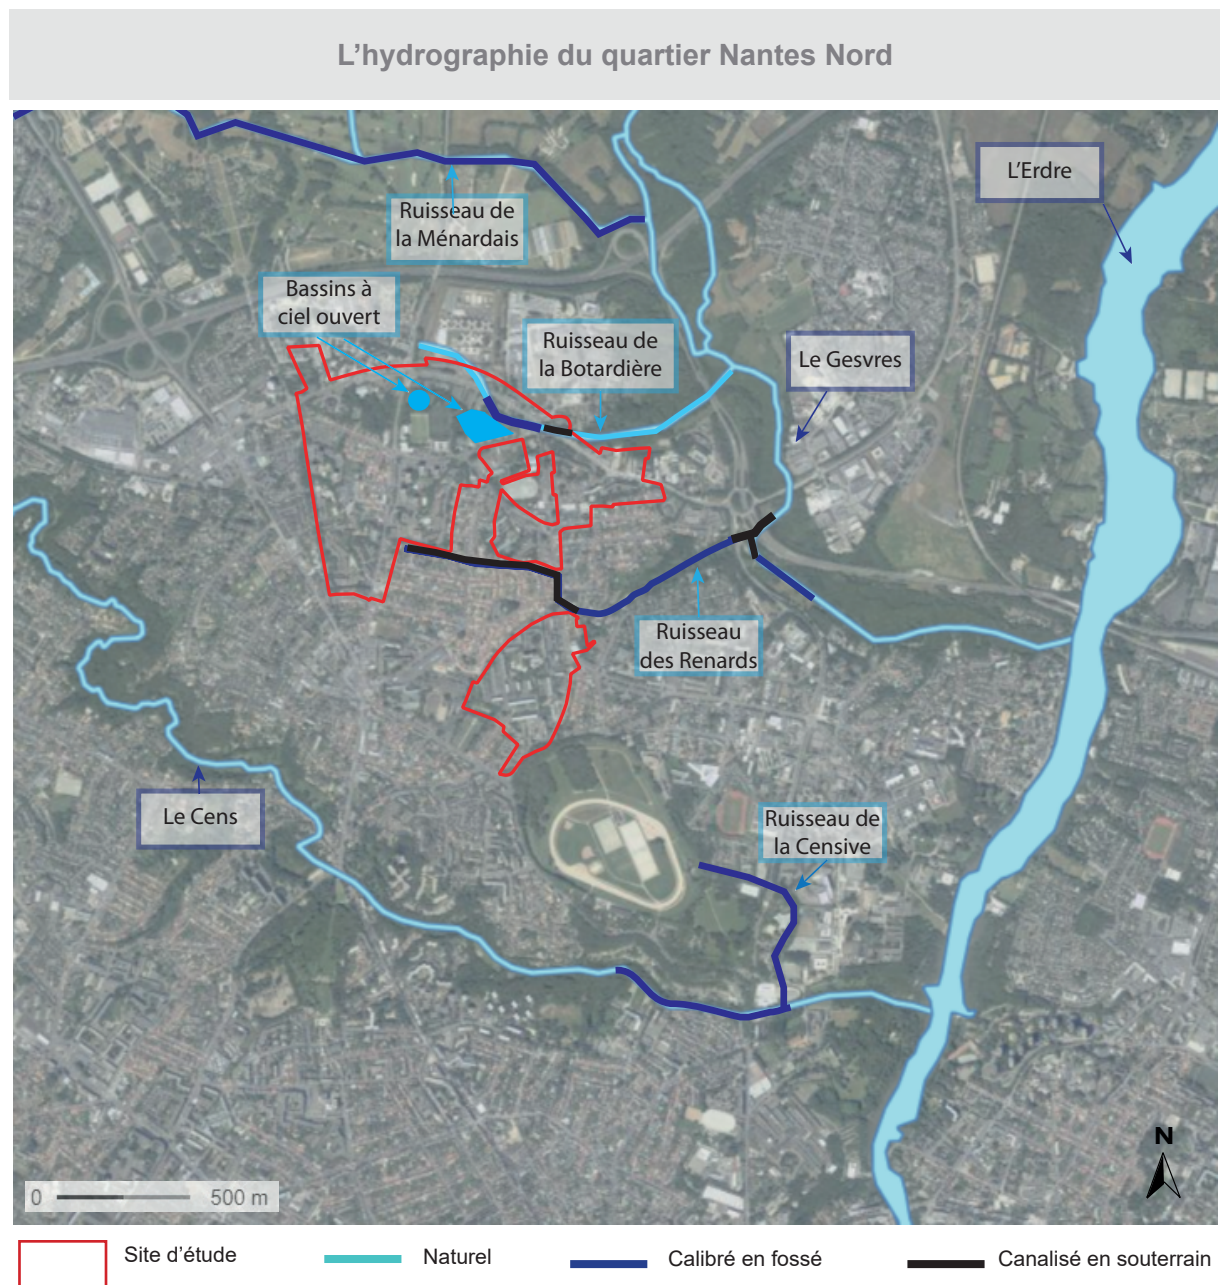 L'hydrographie du quartier Nantes Nord
L'Erdre
Ruisseau de
la Ménardais
Bassins à
ciel ouvert
Ruisseau de
la Botardière
Le Gesvres
Ruisseau
des Renards
Le Cens
Ruisseau de
la Censive
N
0 500 m
Site d'étude
Naturel
Calibré en fossé
Canalisé en souterrain